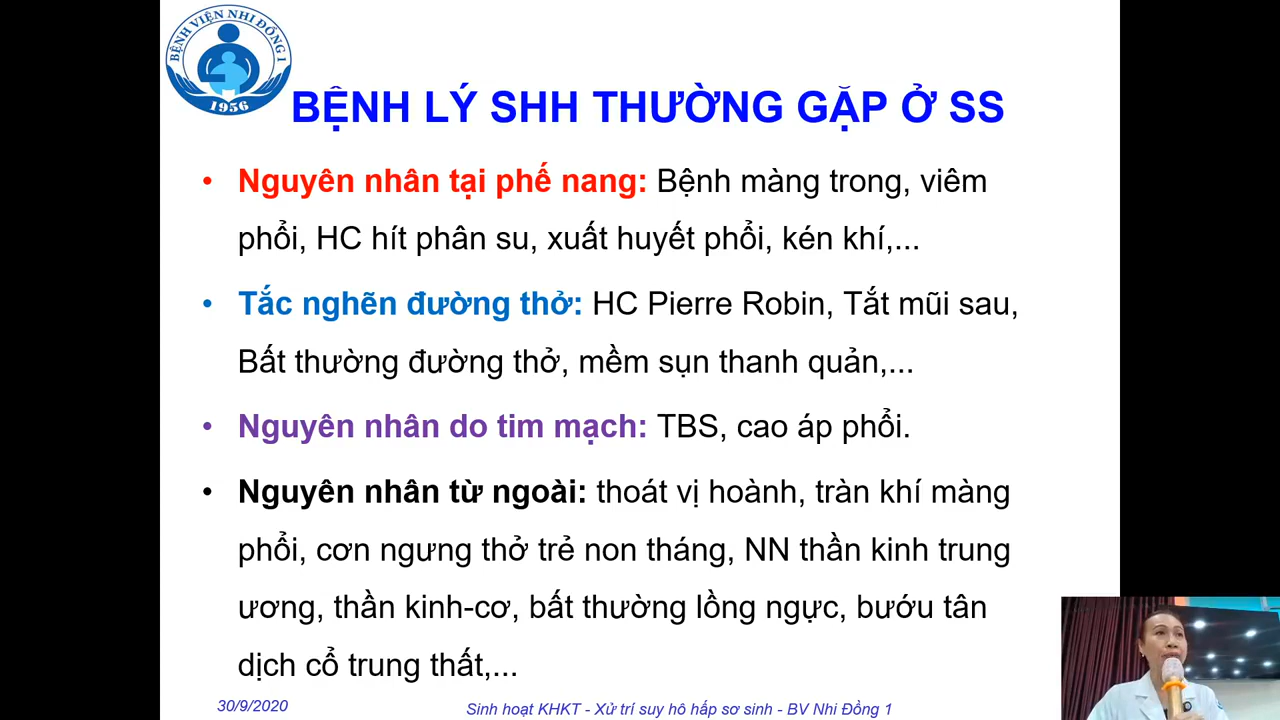 BỆNH VIỆN NHI ĐỒNG 1
1956
BỆNH LÝ SHH THƯỜNG GẶP Ở SS
• Nguyên nhân tại phế nang: Bệnh màng trong, viêm
phổi, HC hít phân su, xuất huyết phổi, kén khí,...
• Tắc nghẽn đường thở: HC Pierre Robin, Tắt mũi sau,
Bất thường đường thở, mềm sụn thanh quản,...
• Nguyên nhân do tim mạch: TBS, cao áp phổi.
• Nguyên nhân từ ngoài: thoát vị hoành, tràn khí màng
phổi, cơn ngưng thở trẻ non tháng, NN thần kinh trung
ương, thần kinh-cơ, bất thường lồng ngực, bướu tân
dịch cổ trung thất,...
30/9/2020
Sinh hoạt KHKT - Xử trí suy hô hấp sơ sinh - BV Nhi Đồng 1